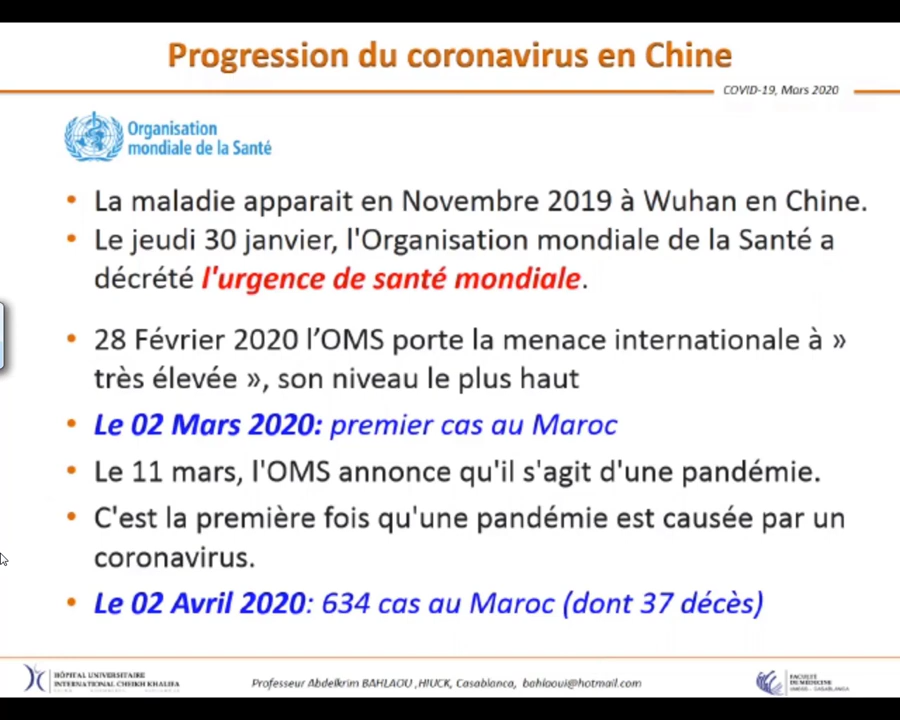 Progression du coronavirus en Chine
COVID-19, Mars 2020
Organisation
mondiale de la Santé
• La maladie apparait en Novembre 2019 à Wuhan en Chine.
• Le jeudi 30 janvier, l'Organisation mondiale de la Santé a
décrété l'urgence de santé mondiale.
• 28 Février 2020 l’OMS porte la menace internationale à »
très élevée », son niveau le plus haut
• Le 02 Mars 2020: premier cas au Maroc
• Le 11 mars, l'OMS annonce qu'il s'agit d'une pandémie.
• C'est la première fois qu'une pandémie est causée par un
coronavirus.
• Le 02 Avril 2020: 634 cas au Maroc (dont 37 décès)
HÔPITAL UNIVERSITAIRE
INTERNATIONAL CHEIKH KHALIFA
Professeur Abdelkrim BAHLAOU ,HIUCK, Casablanca, bahlaoui@hotmail.com
FACULTÉ
DE MÉDECINE